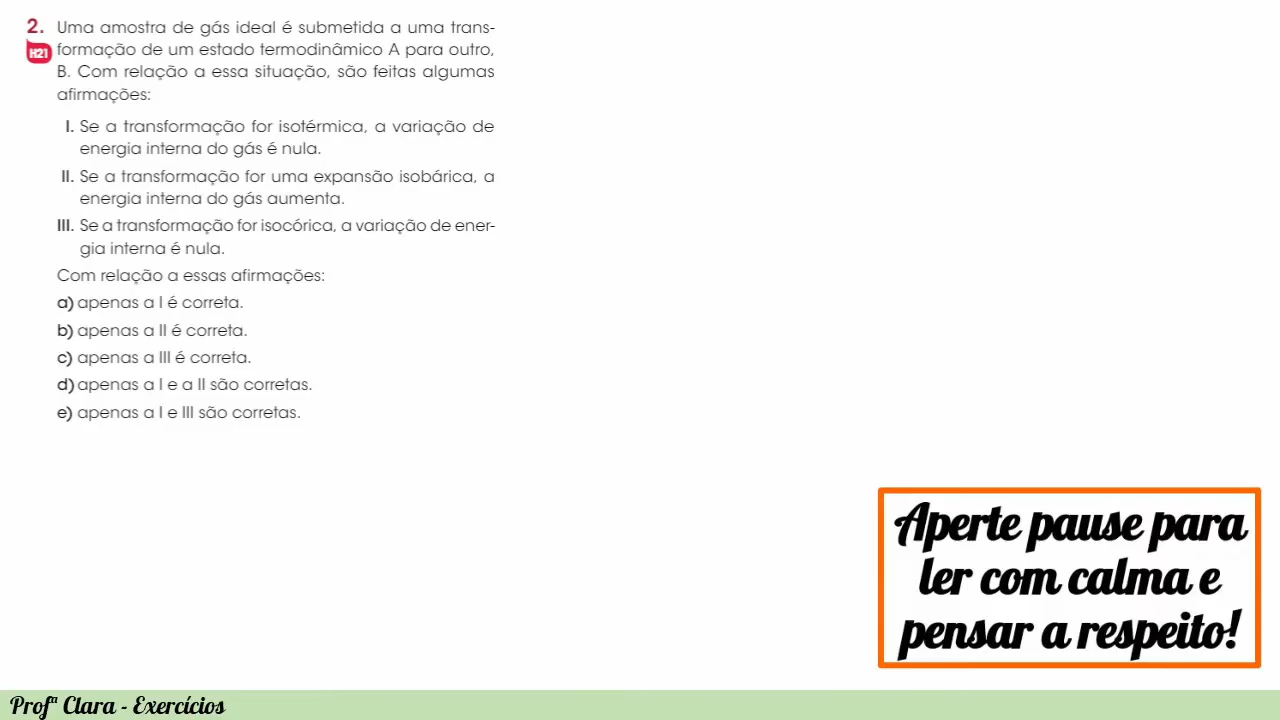 2. Uma amostra de gás ideal é submetida a uma trans-
H21 formação de um estado termodinâmico A para outro,
B. Com relação a essa situação, são feitas algumas
afirmações:
I. Se a transformação for isotérmica, a variação de
energia interna do gás é nula.
II. Se a transformação for uma expansão isobárica, a
energia interna do gás aumenta.
III. Se a transformação for isocórica, a variação de ener-
gia interna é nula.
Com relação a essas afirmações:
a) apenas a I é correta.
b) apenas a II é correta.
c) apenas a III é correta.
d) apenas a I e a II são corretas.
e) apenas a I e III são corretas.
Aperte pause para
ler com calma e
pensar a respeito!
Profª Clara - Exercícios